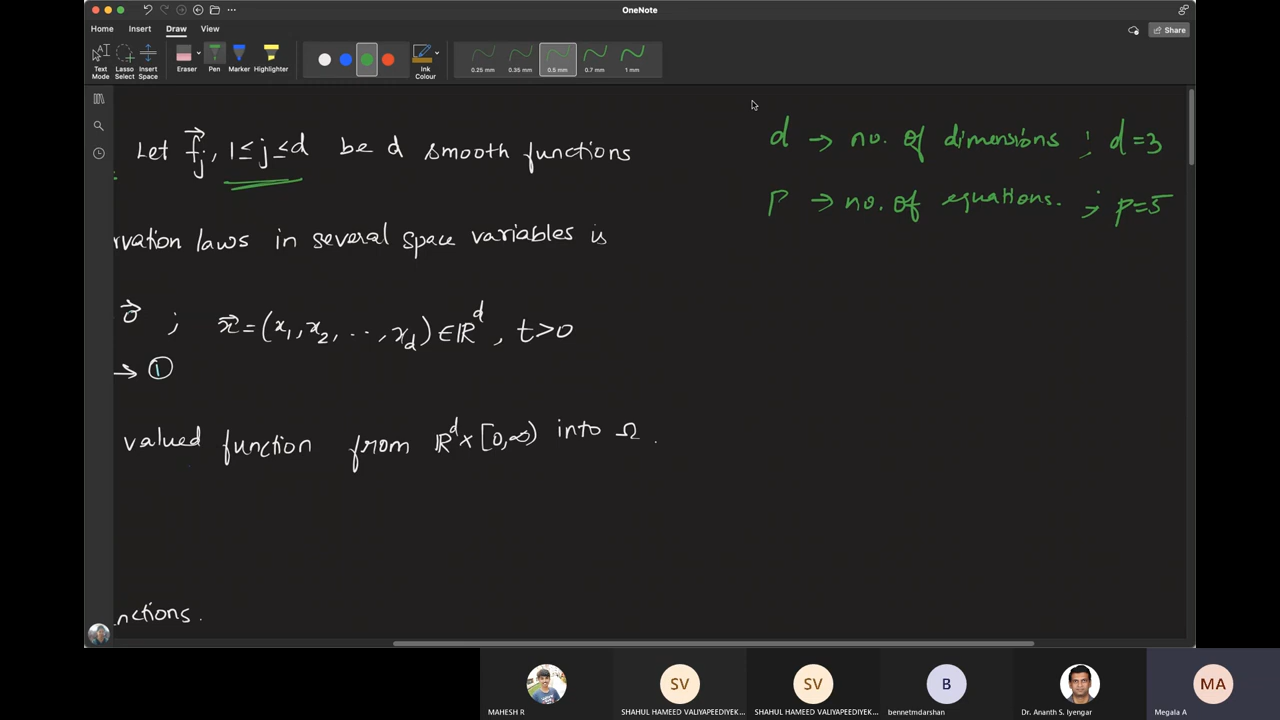 OneNote
Home Insert Draw View
Share
Text Mode
Lasso Select
Insert Space
Eraser
Pen
Marker
Highlighter
Ink Colour
0.25 mm
0.35 mm
0.5 mm
0.7 mm
1 mm
Let f⃗ⱼ, 1≤j≤d be d smooth functions
d → no. of dimensions ; d=3
p → no. of equations. ; p=5
rvation laws in several space variables is
0⃗ ; x⃗=(x₁,x₂,...,x_d)∈ℝᵈ, t>0
→ ①
valued function from ℝᵈ×[0,∞) into Ω.
nctions.
MAHESH R
SV
SHAHUL HAMEED VALIYAPEEDIYEK...
SV
SHAHUL HAMEED VALIYAPEEDIYEK...
B
bennetmdarshan
Dr. Ananth S. Iyengar
MA
Megala A